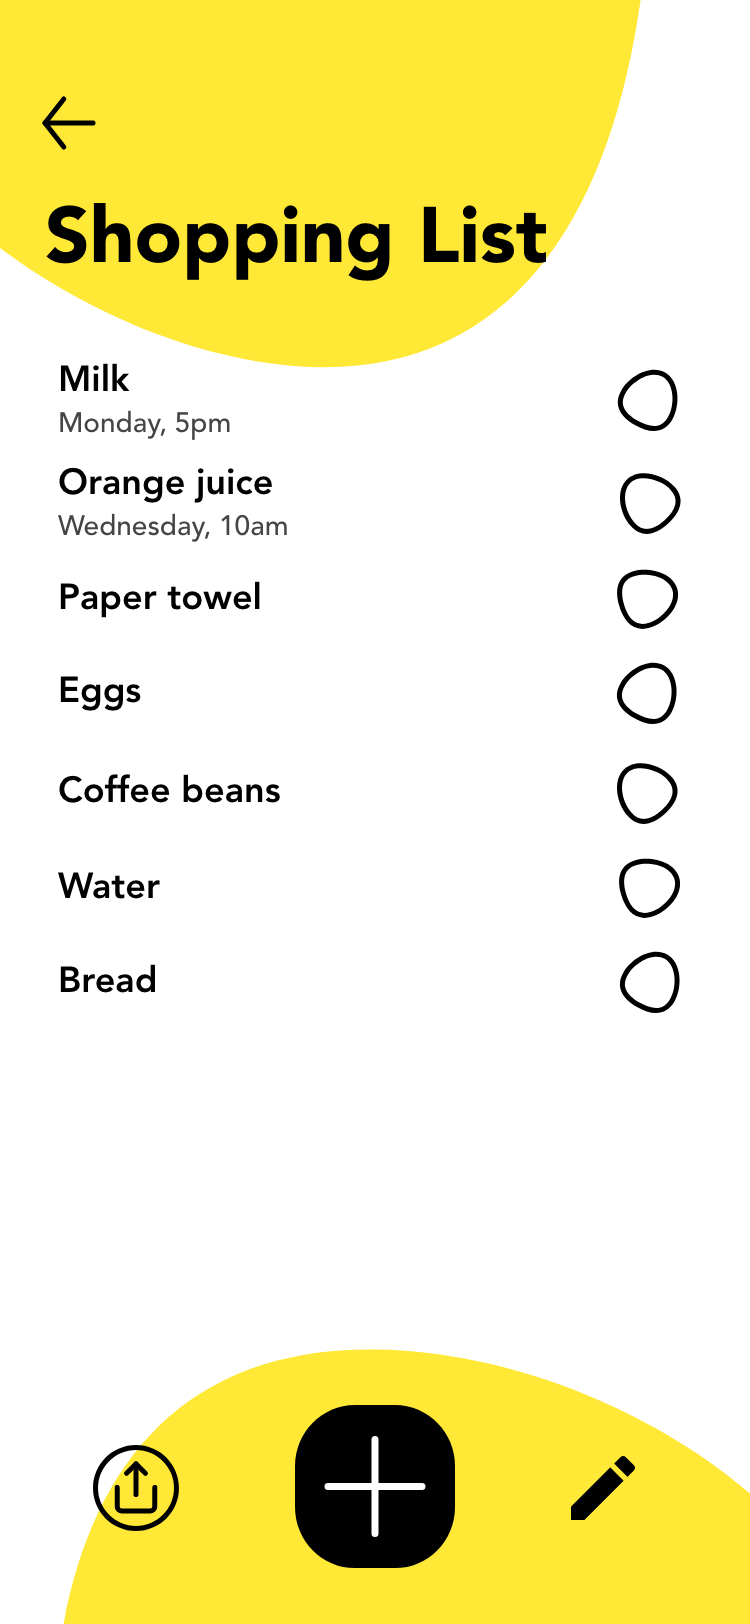 Shopping List
Milk
Monday, 5pm
Orange juice
Wednesday, 10am
Paper towel
Eggs
Coffee beans
Water
Bread